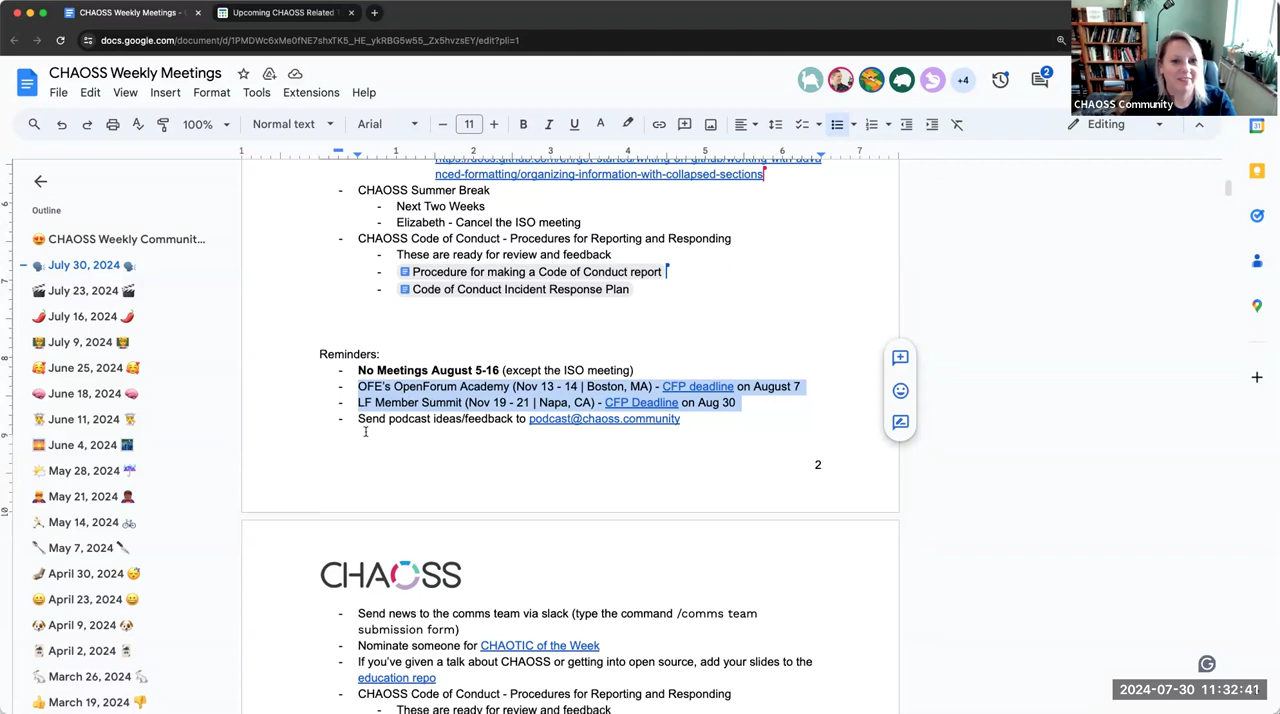 CHAOSS Weekly Meetings -
Upcoming CHAOSS Related
docs.google.com/document/d/1PMDWc6xMe0fNE7shxTK5_HE_ykRBG5w55_Zx5hvzsEY/edit?pli=1
CHAOSS Weekly Meetings
File Edit View Insert Format Tools Extensions Help
+4
2
CHAOSS Community
100% Normal text Arial 11 Editing
1 1 2 3 4 5 6 7
Outline
😍 CHAOSS Weekly Communit...
July 30, 2024
July 23, 2024
July 16, 2024
July 9, 2024
June 25, 2024
June 18, 2024
June 11, 2024
June 4, 2024
May 28, 2024
May 21, 2024
May 14, 2024
May 7, 2024
April 30, 2024
April 23, 2024
April 9, 2024
April 2, 2024
March 26, 2024
March 19, 2024
nced-formatting/organizing-information-with-collapsed-sections
- CHAOSS Summer Break
- Next Two Weeks
- Elizabeth - Cancel the ISO meeting
- CHAOSS Code of Conduct - Procedures for Reporting and Responding
- These are ready for review and feedback
- Procedure for making a Code of Conduct report
- Code of Conduct Incident Response Plan
Reminders:
- No Meetings August 5-16 (except the ISO meeting)
- OFE's OpenForum Academy (Nov 13 - 14 | Boston, MA) - CFP deadline on August 7
- LF Member Summit (Nov 19 - 21 | Napa, CA) - CFP Deadline on Aug 30
- Send podcast ideas/feedback to podcast@chaoss.community
2
CHAOSS
- Send news to the comms team via slack (type the command /comms team
submission form)
- Nominate someone for CHAOTIC of the Week
- If you've given a talk about CHAOSS or getting into open source, add your slides to the
education repo
- CHAOSS Code of Conduct - Procedures for Reporting and Responding
- These are ready for review and feedback
2024-07-30 11:32:41